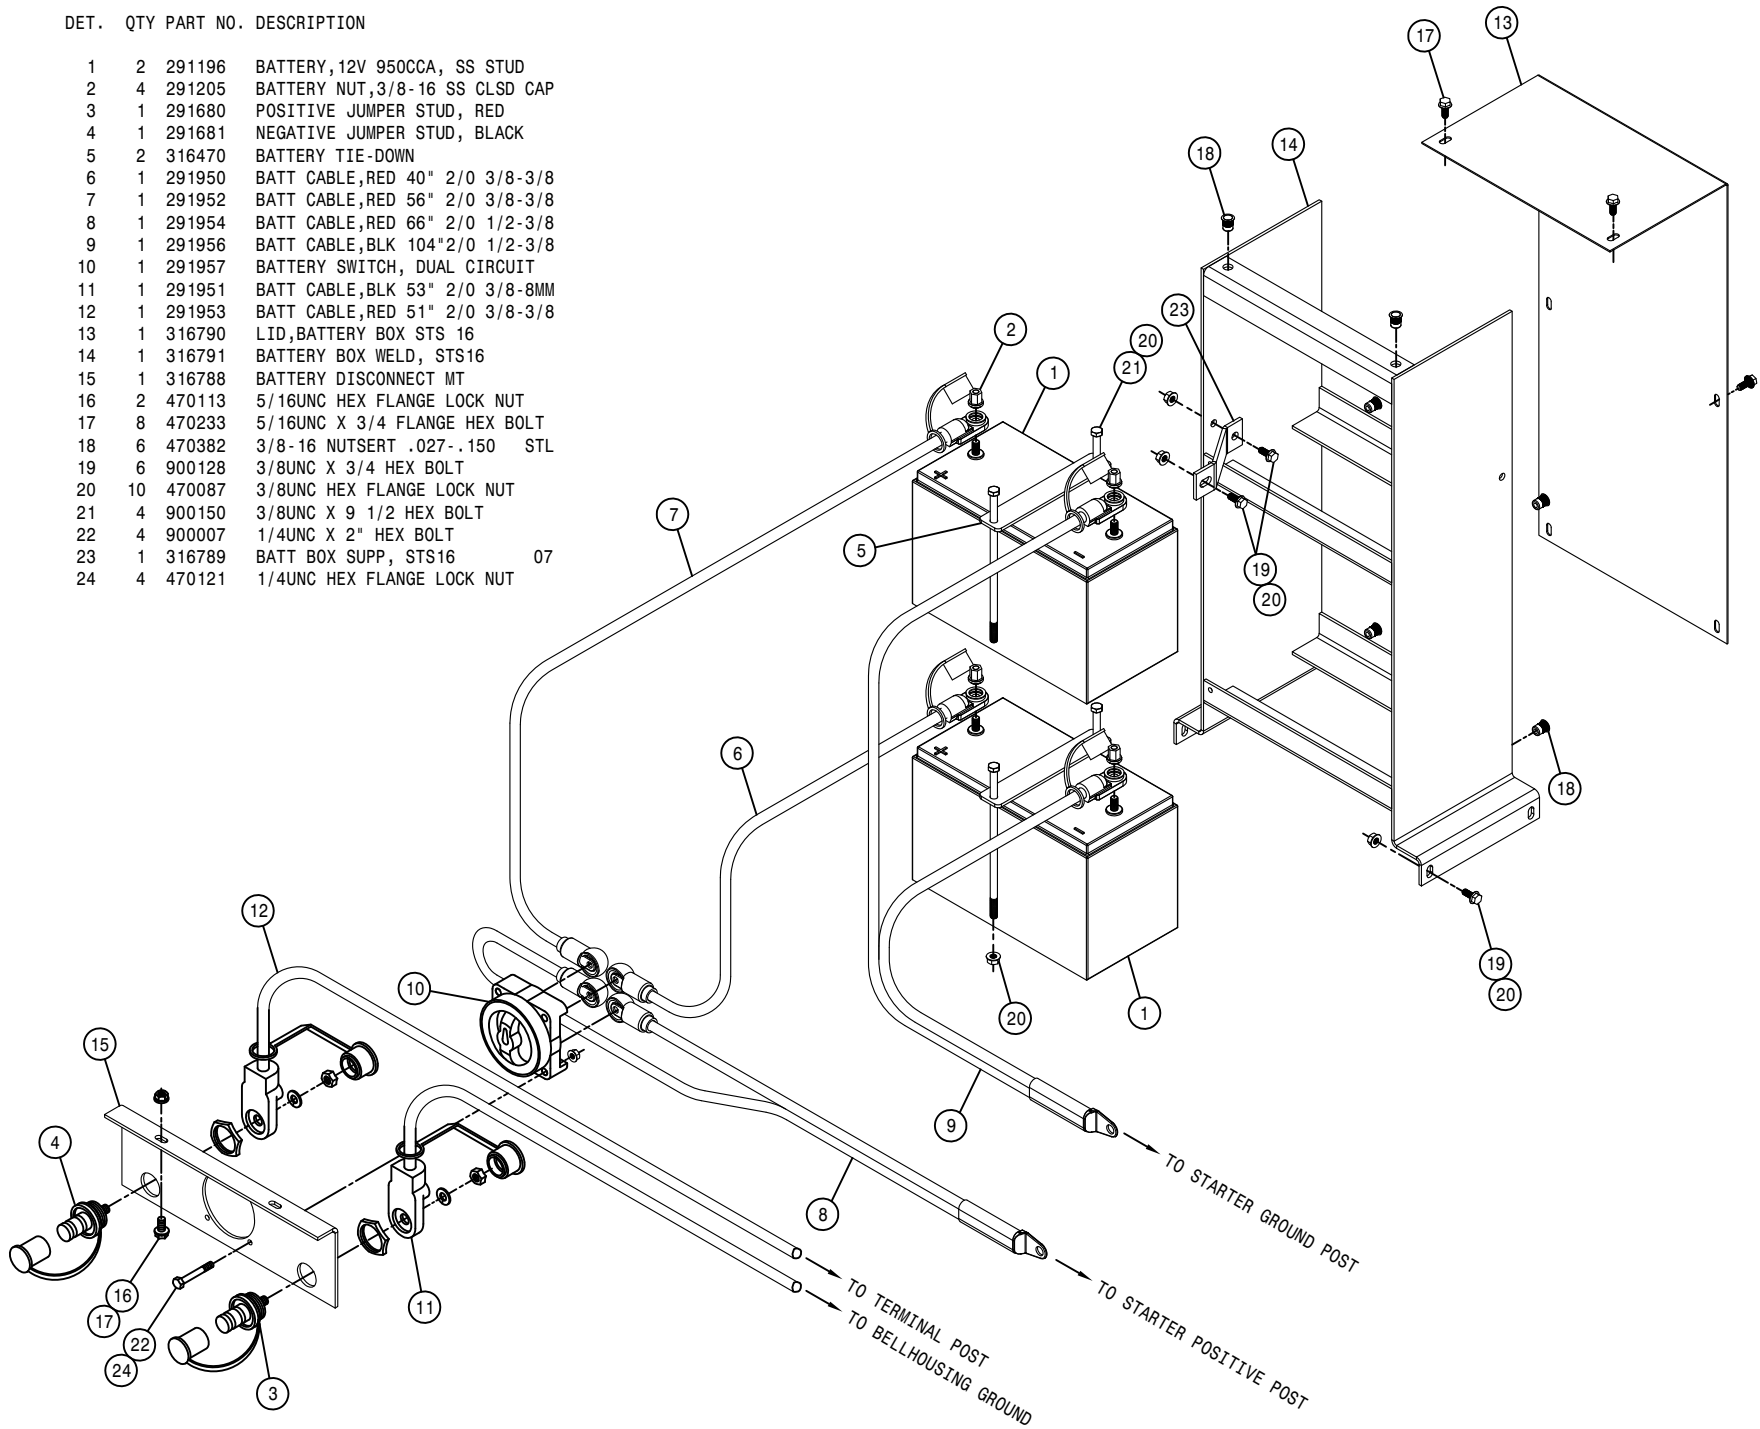 DET. QTY PART NO. DESCRIPTION
1 2 291196 BATTERY,12V 950CCA, SS STUD
2 4 291205 BATTERY NUT,3/8-16 SS CLSD CAP
3 1 291680 POSITIVE JUMPER STUD, RED
4 1 291681 NEGATIVE JUMPER STUD, BLACK
5 2 316470 BATTERY TIE-DOWN
6 1 291950 BATT CABLE,RED 40" 2/0 3/8-3/8
7 1 291952 BATT CABLE,RED 56" 2/0 3/8-3/8
8 1 291954 BATT CABLE,RED 66" 2/0 1/2-3/8
9 1 291956 BATT CABLE,BLK 104"2/0 1/2-3/8
10 1 291957 BATTERY SWITCH, DUAL CIRCUIT
11 1 291951 BATT CABLE,BLK 53" 2/0 3/8-8MM
12 1 291953 BATT CABLE,RED 51" 2/0 3/8-3/8
13 1 316790 LID,BATTERY BOX STS 16
14 1 316791 BATTERY BOX WELD, STS16
15 1 316788 BATTERY DISCONNECT MT
16 2 470113 5/16UNC HEX FLANGE LOCK NUT
17 8 470233 5/16UNC X 3/4 FLANGE HEX BOLT
18 6 470382 3/8-16 NUTSERT .027-.150 STL
19 6 900128 3/8UNC X 3/4 HEX BOLT
20 10 470087 3/8UNC HEX FLANGE LOCK NUT
21 4 900150 3/8UNC X 9 1/2 HEX BOLT
22 4 900007 1/4UNC X 2" HEX BOLT
23 1 316789 BATT BOX SUPP, STS16 07
24 4 470121 1/4UNC HEX FLANGE LOCK NUT
13
17
14
18
23
2
20
1
21
7
5
19
20
6
18
12
19
10
20
20
1
15
9
4
8
TO STARTER GROUND POST
16
11
17
22
24
3
TO TERMINAL POST
TO STARTER POSITIVE POST
TO BELLHOUSING GROUND
+
-
+
-